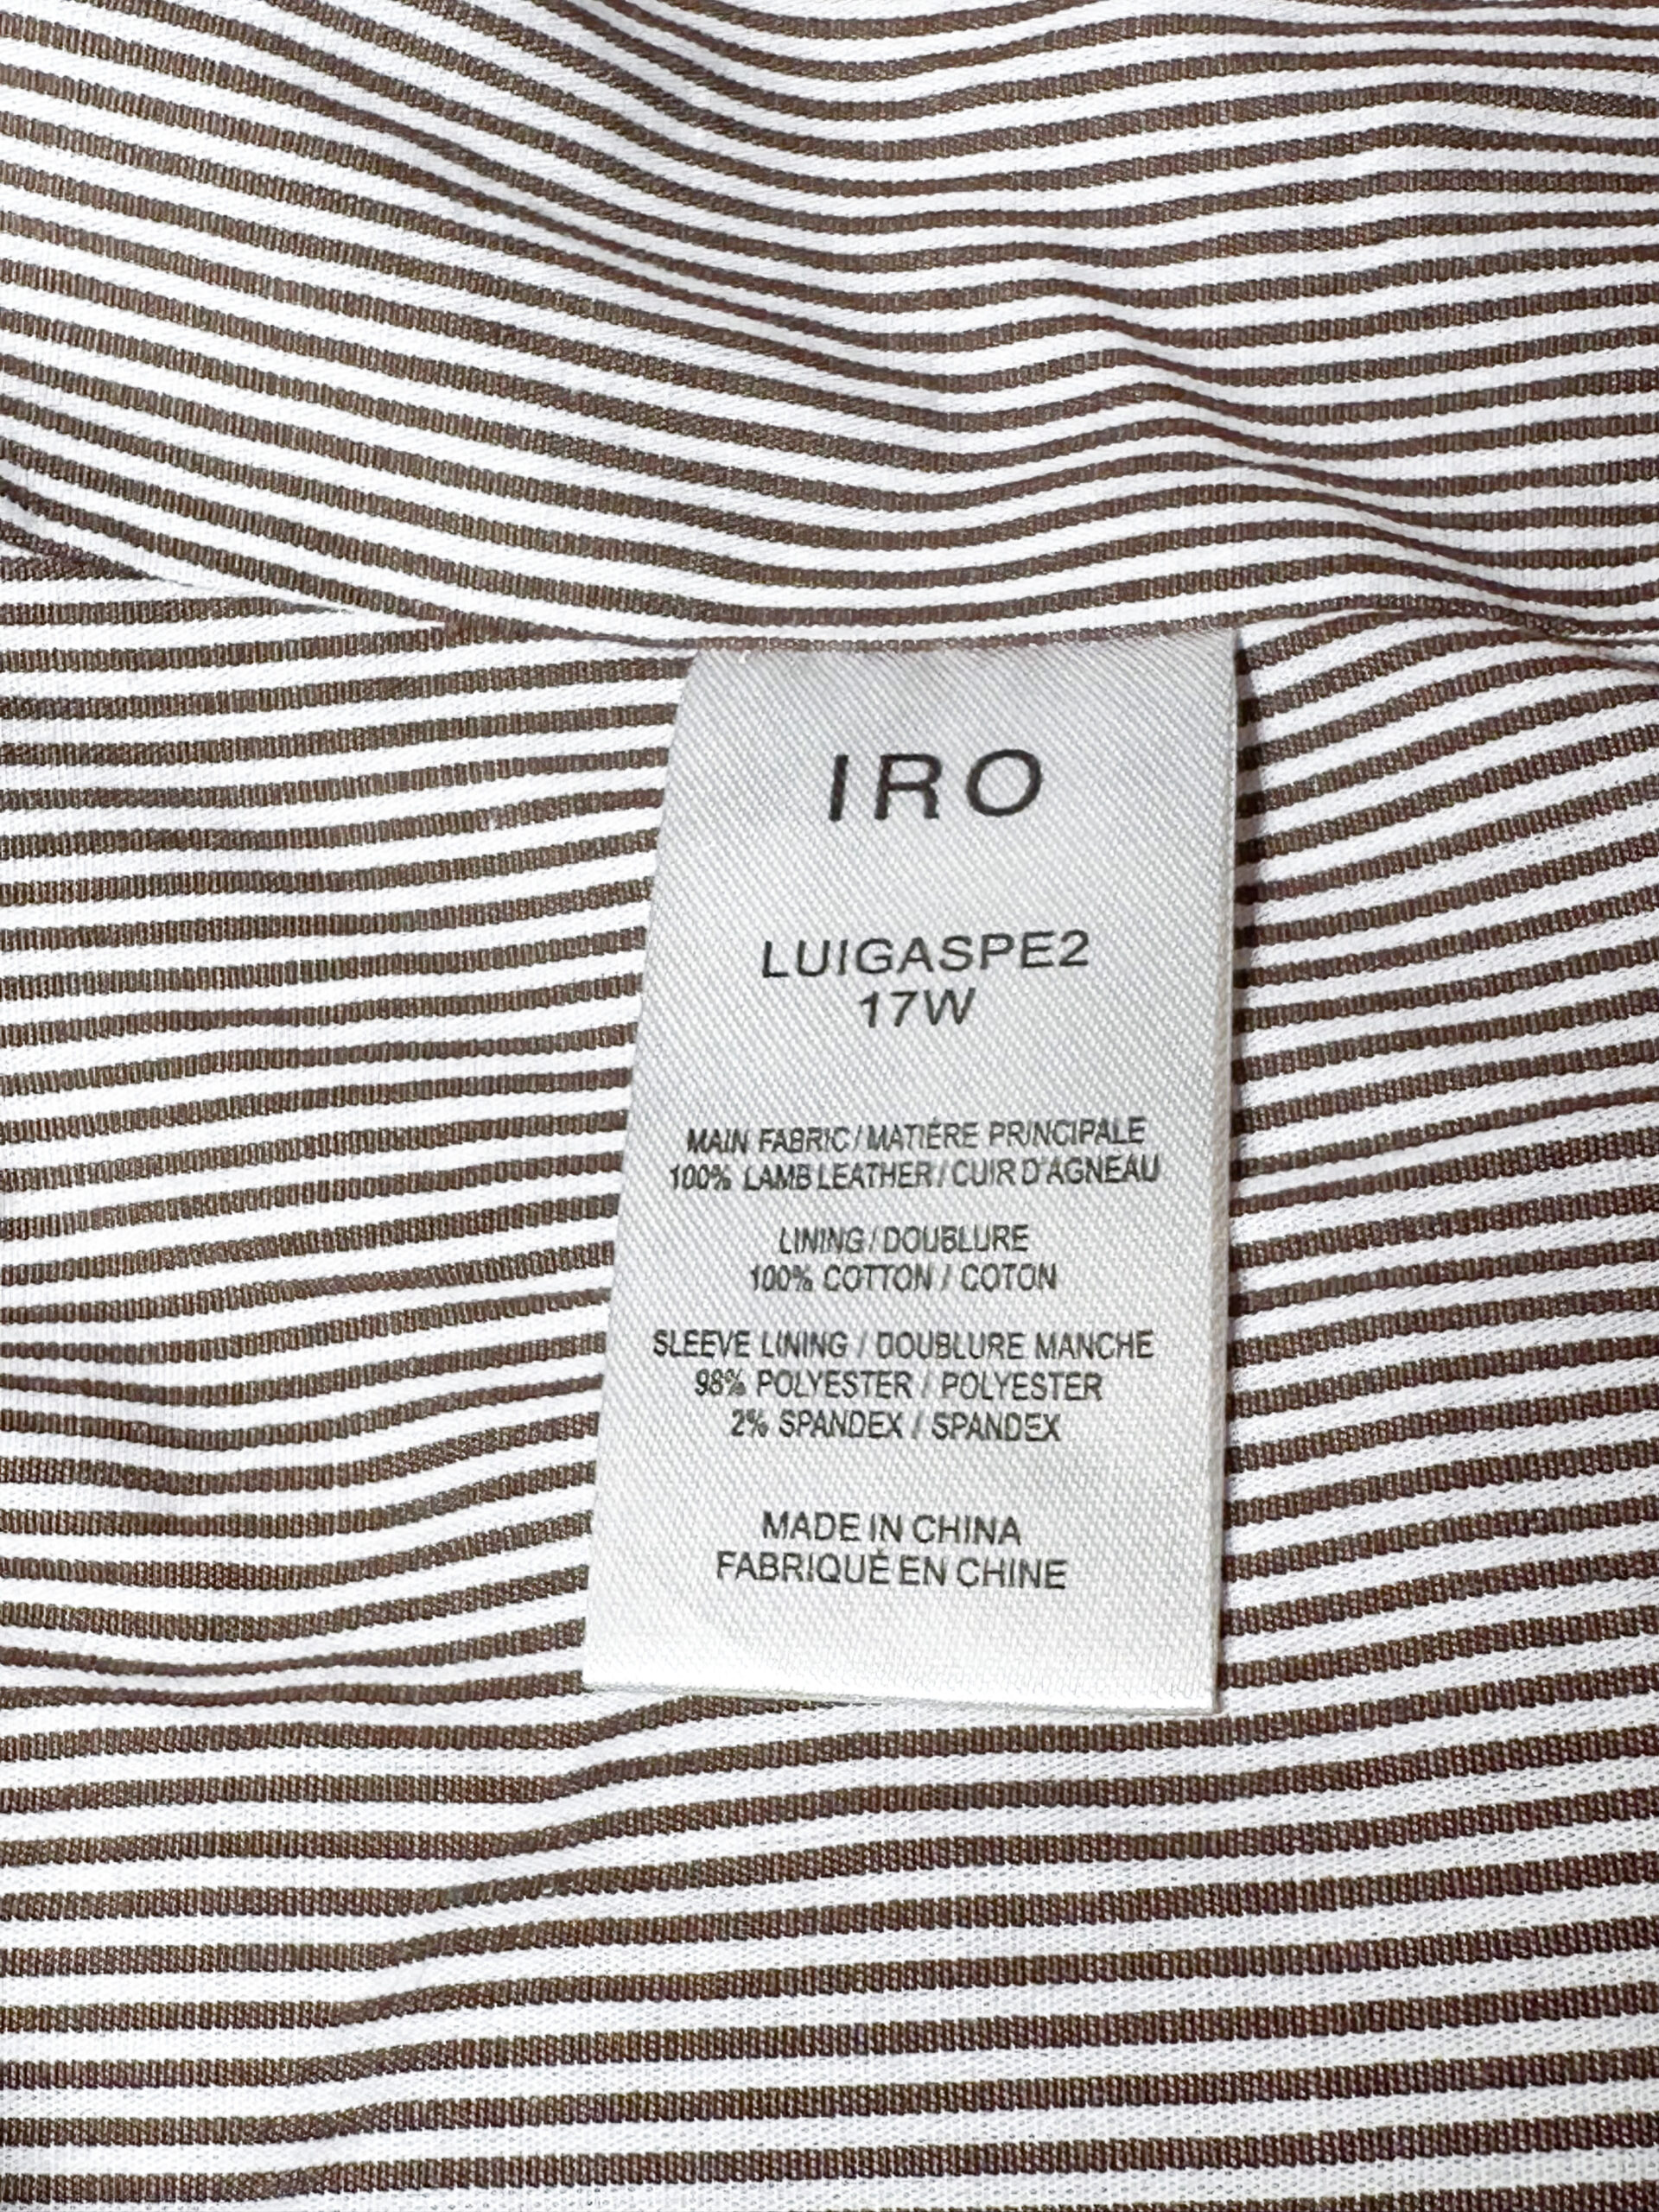 IRO
LUIGASPE2
17W
MAIN FABRIC/MATIÈRE PRINCIPALE
100% LAMB LEATHER/CUIR D'AGNEAU
LINING/DOUBLURE
100% COTTON / COTON
SLEEVE LINING / DOUBLURE MANCHE
98% POLYESTER / POLYESTER
2% SPANDEX / SPANDEX
MADE IN CHINA
FABRIQUÉ EN CHINE